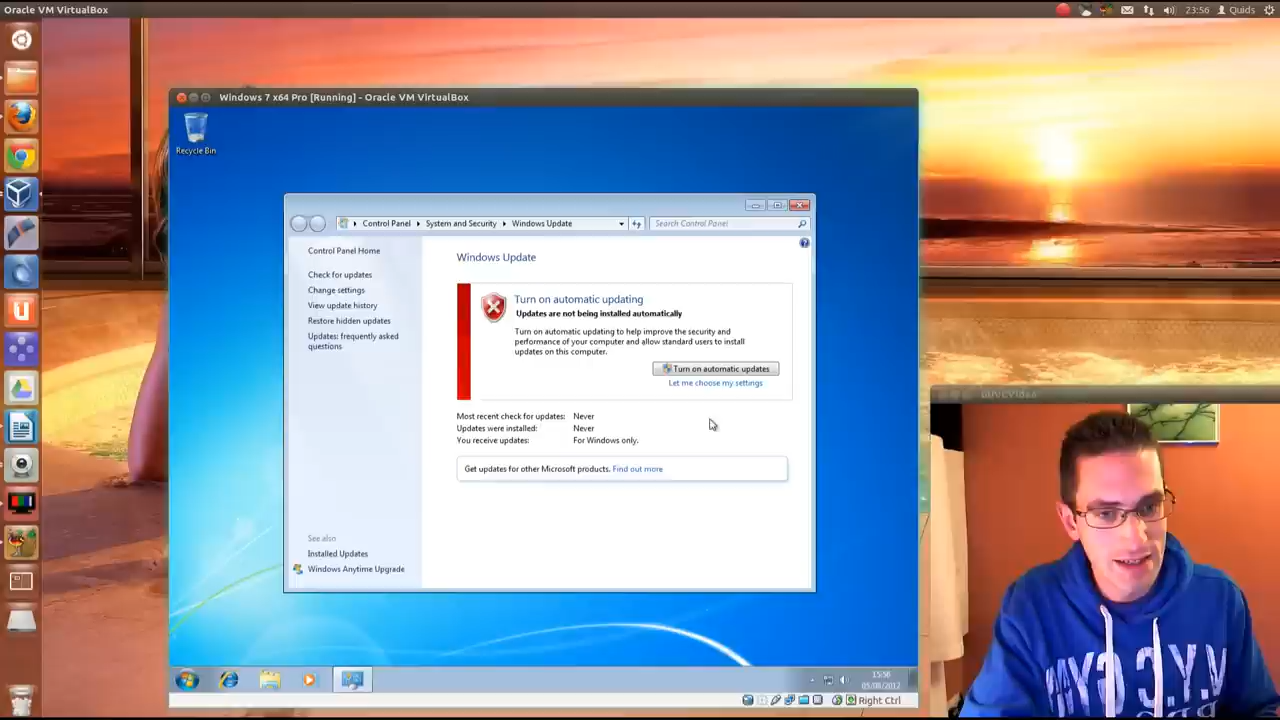 Oracle VM VirtualBox
23:56
Quids
Windows 7 x64 Pro [Running] - Oracle VM VirtualBox
Recycle Bin
Control Panel
System and Security
Windows Update
Search Control Panel
Control Panel Home
Check for updates
Change settings
View update history
Restore hidden updates
Updates: frequently asked
questions
See also
Installed Updates
Windows Anytime Upgrade
Windows Update
Turn on automatic updating
Updates are not being installed automatically
Turn on automatic updating to help improve the security and
performance of your computer and allow standard users to install
updates on this computer.
Turn on automatic updates
Let me choose my settings
Most recent check for updates: Never
Updates were installed: Never
You receive updates: For Windows only.
Get updates for other Microsoft products. Find out more
15:56
05/08/2012
Right Ctrl